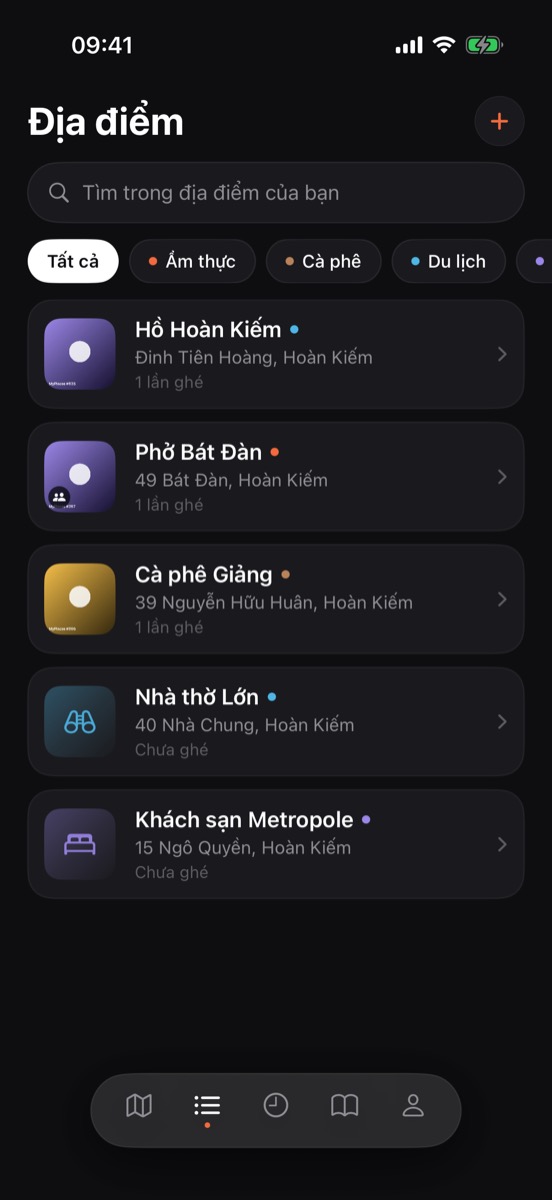 09:41
Địa điểm
Tìm trong địa điểm của bạn
Tất cả
Ẩm thực
Cà phê
Du lịch
Hồ Hoàn Kiếm
Đinh Tiên Hoàng, Hoàn Kiếm
1 lần ghé
Phở Bát Đàn
49 Bát Đàn, Hoàn Kiếm
1 lần ghé
Cà phê Giảng
39 Nguyễn Hữu Huân, Hoàn Kiếm
1 lần ghé
Nhà thờ Lớn
40 Nhà Chung, Hoàn Kiếm
Chưa ghé
Khách sạn Metropole
15 Ngô Quyền, Hoàn Kiếm
Chưa ghé